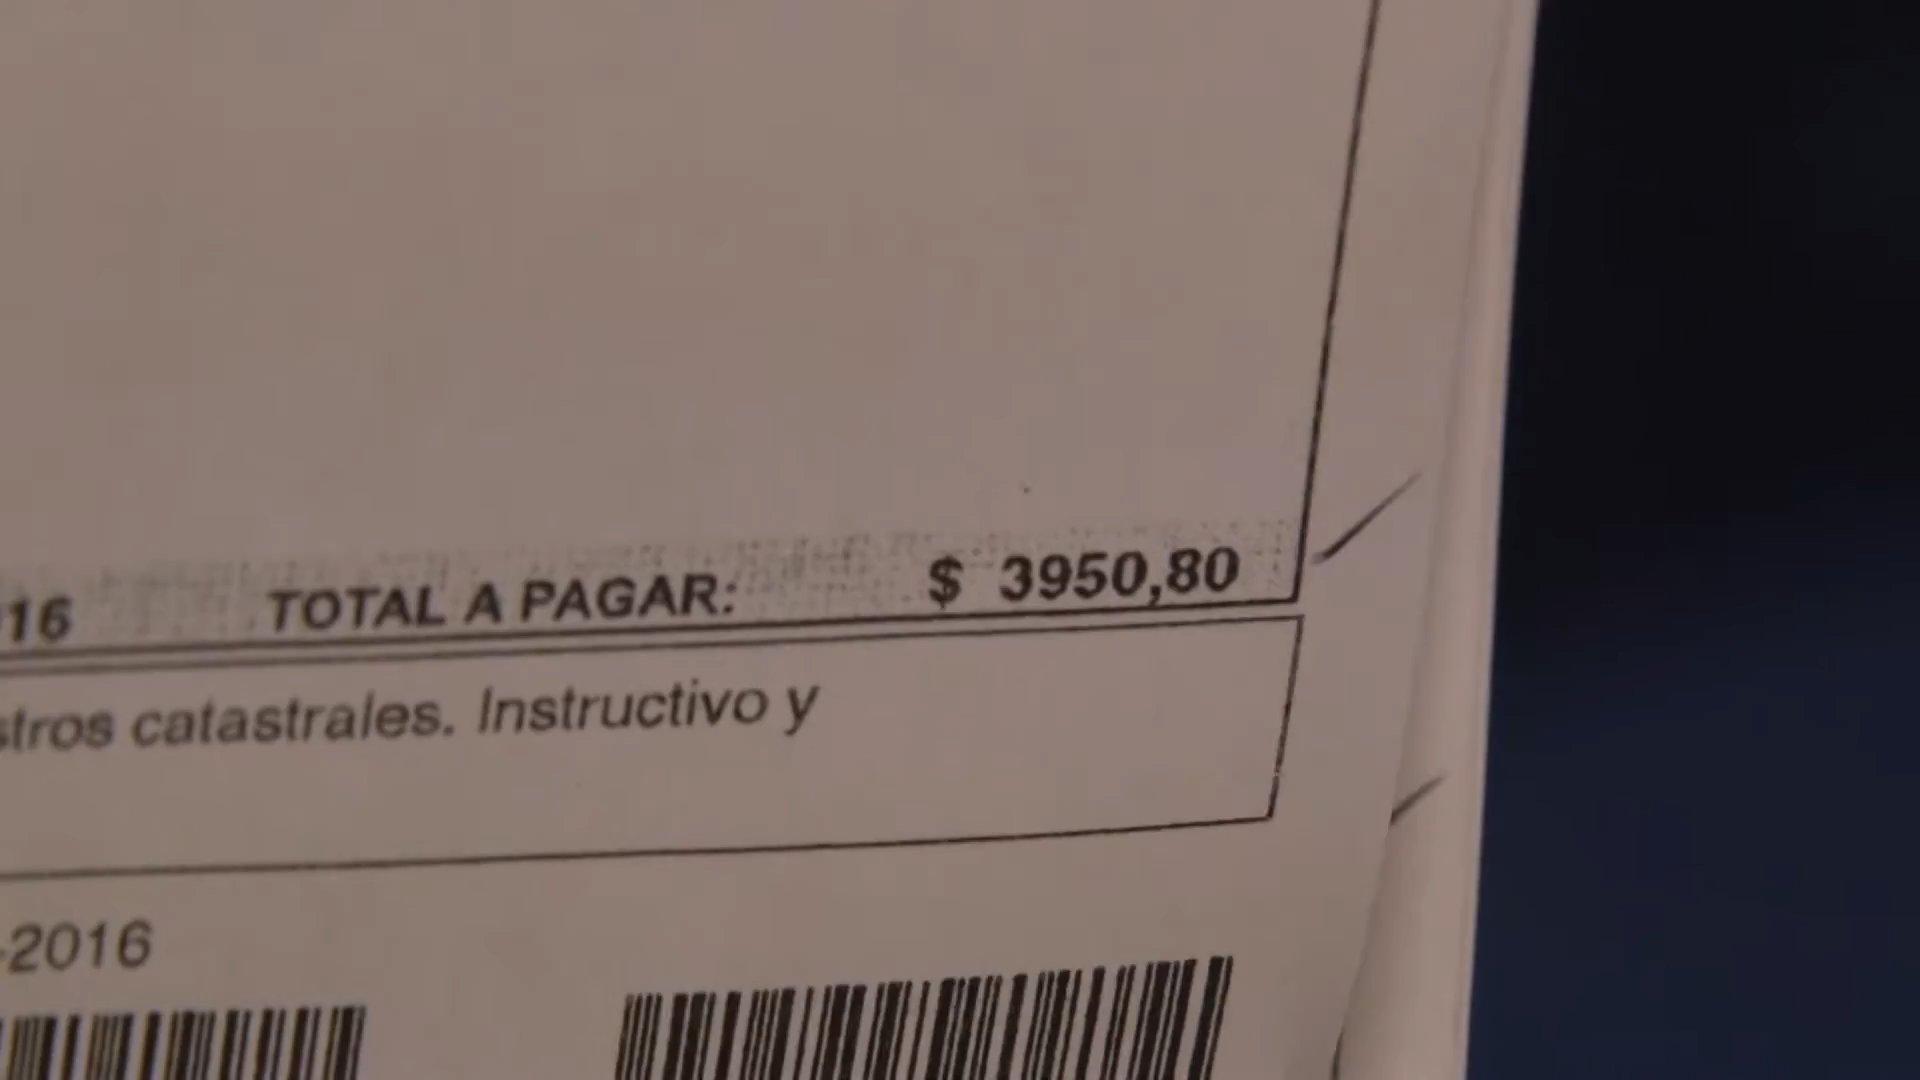 16 TOTAL A PAGAR: $ 3950,80
stros catastrales. Instructivo y
-2016